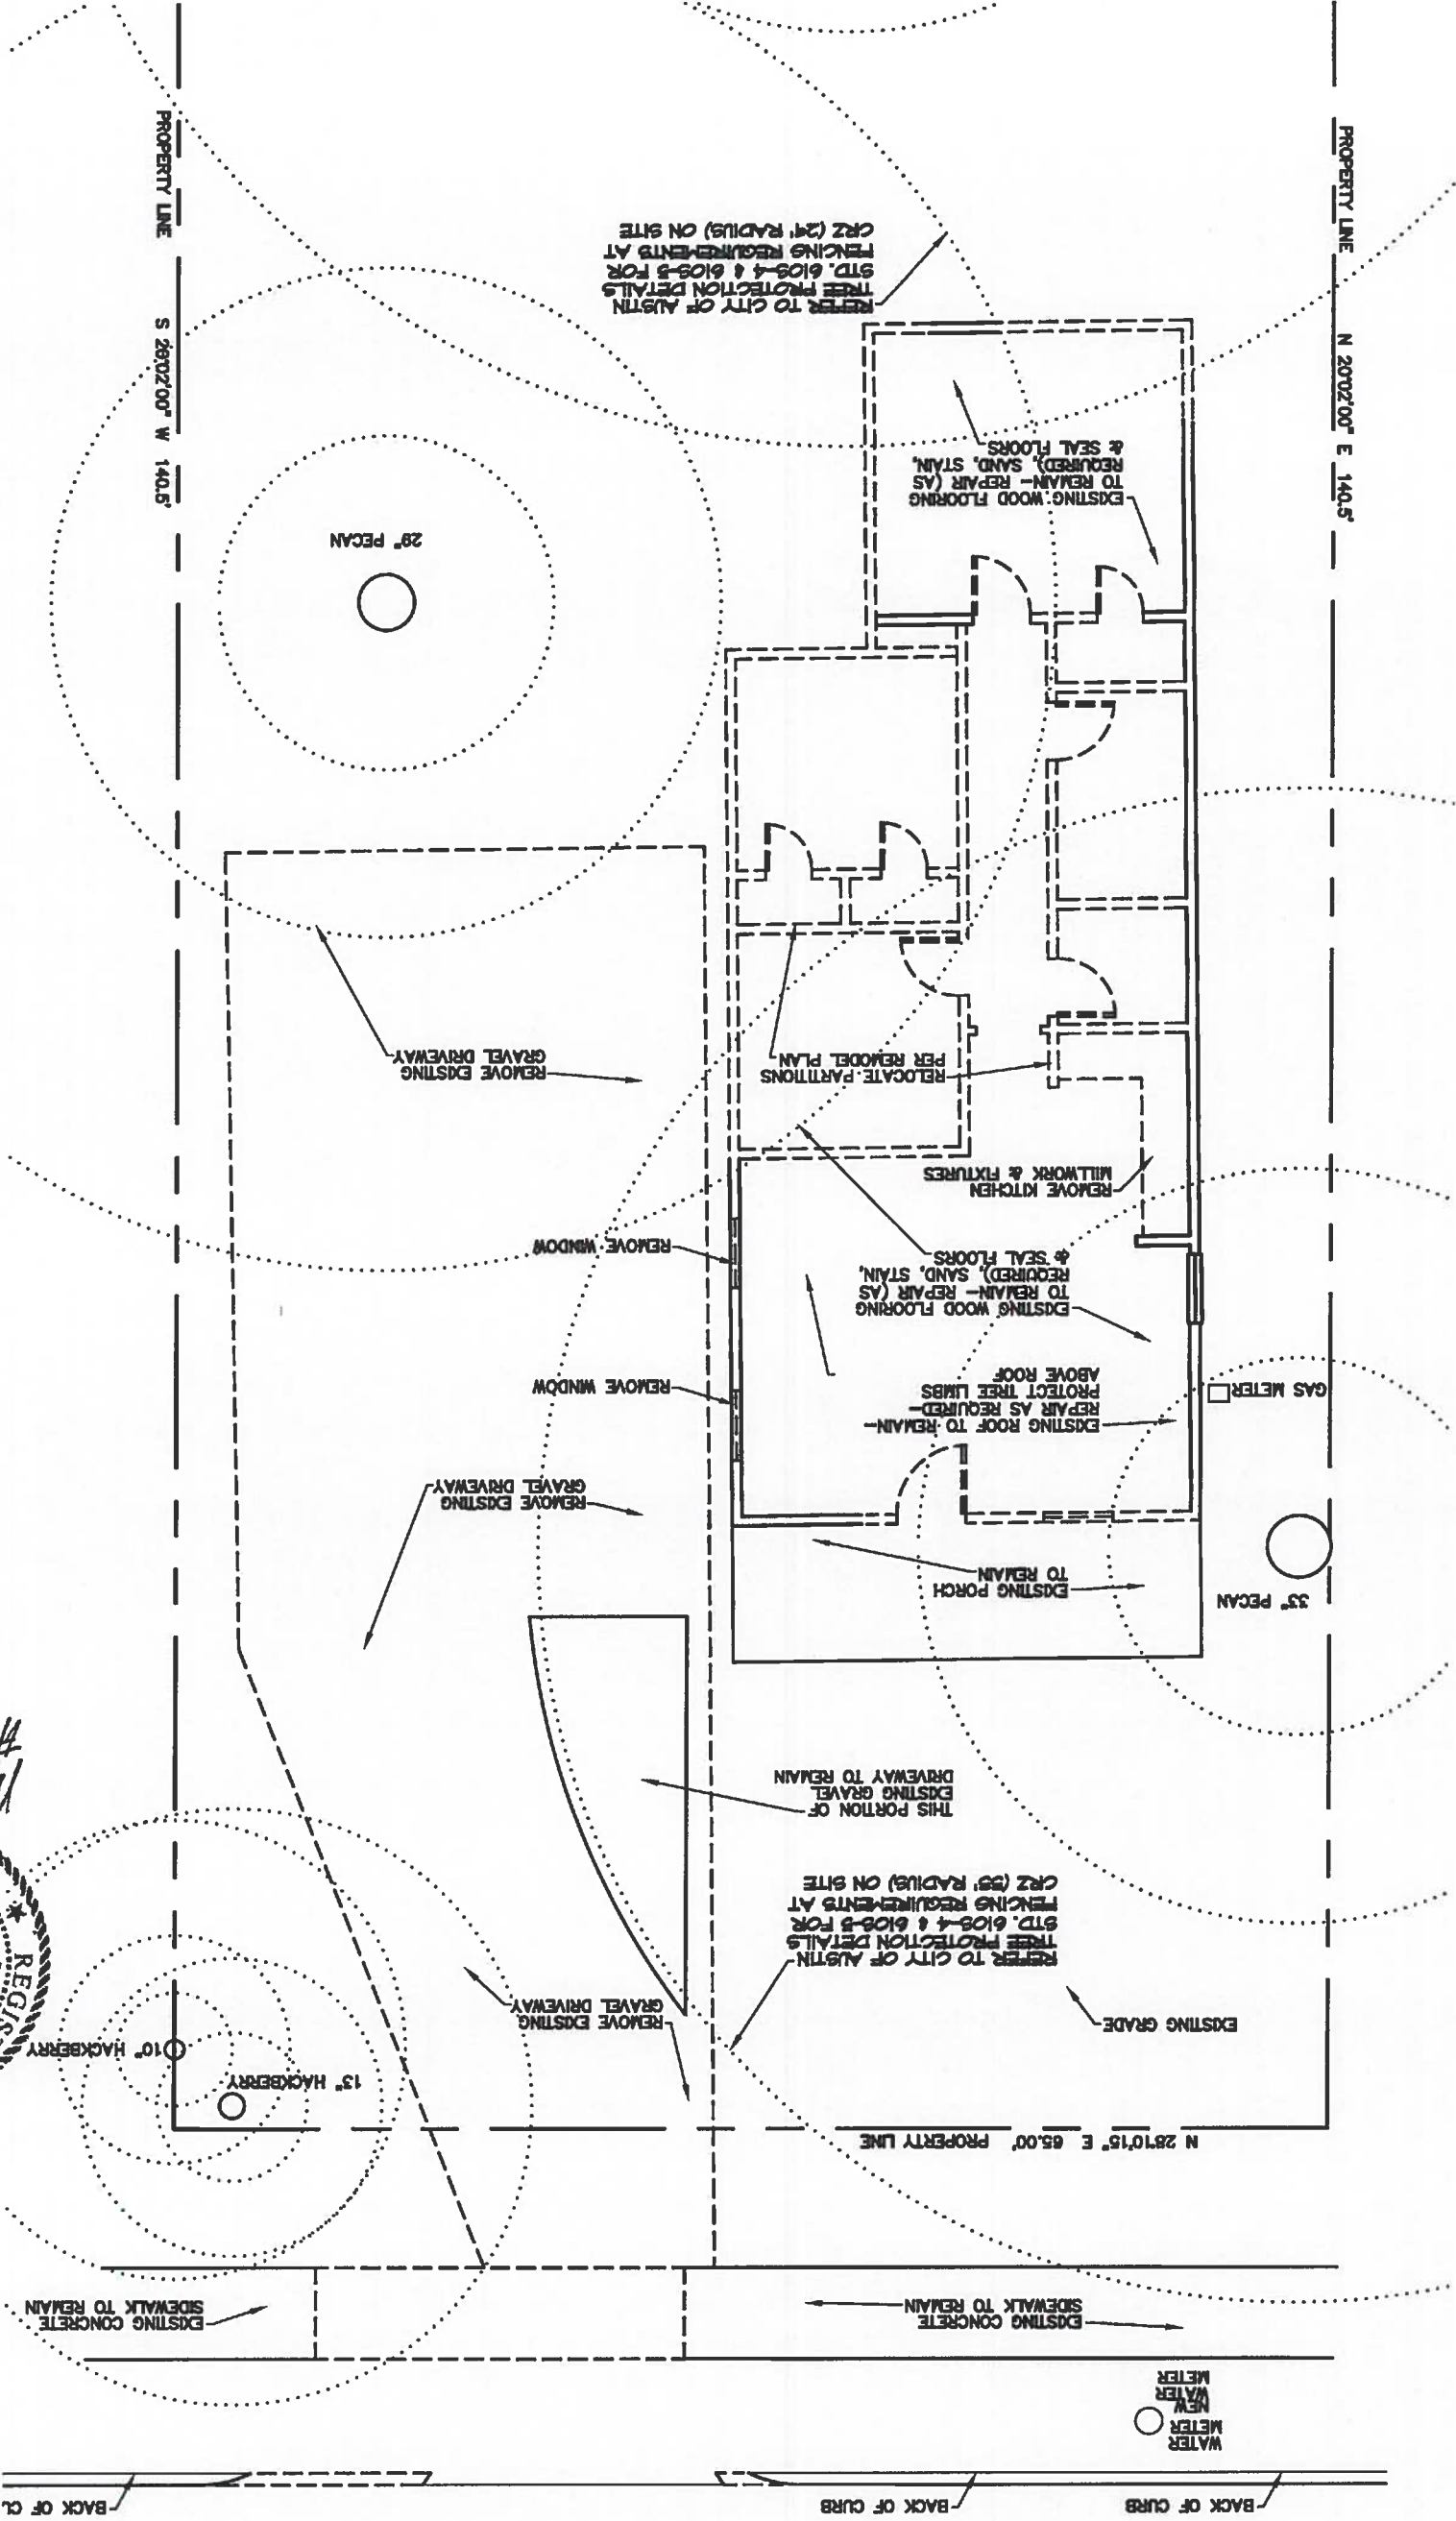 BACK OF CURB
BACK OF CURB
BACK OF CU
WATER
METER
NEW
WATER
METER
EXISTING CONCRETE
SIDEWALK TO REMAIN
EXISTING CONCRETE
SIDEWALK TO REMAIN
N 28°10'15" E 65.00' PROPERTY LINE
13" HACKBERRY
10" HACKBERRY
EXISTING GRADE
REMOVE EXISTING
GRAVEL DRIVEWAY
REFER TO CITY OF AUSTIN
TREE PROTECTION DETAILS
STD. 610S-4 & 610S-5 FOR
FENCING REQUIREMENTS AT
CRZ (55' RADIUS) ON SITE
REGIS
THIS PORTION OF
EXISTING GRAVEL
DRIVEWAY TO REMAIN
33" PECAN
EXISTING PORCH
TO REMAIN
REMOVE EXISTING
GRAVEL DRIVEWAY
GAS METER
EXISTING ROOF TO REMAIN-
REPAIR AS REQUIRED-
PROTECT TREE LIMBS
ABOVE ROOF
REMOVE WINDOW
EXISTING WOOD FLOORING
TO REMAIN- REPAIR (AS
REQUIRED), SAND, STAIN,
& SEAL FLOORS
REMOVE WINDOW
REMOVE KITCHEN
MILLWORK & FIXTURES
RELOCATE PARTITIONS
PER REMODEL PLAN
REMOVE EXISTING
GRAVEL DRIVEWAY
29" PECAN
EXISTING WOOD FLOORING
TO REMAIN- REPAIR (AS
REQUIRED), SAND, STAIN,
& SEAL FLOORS
REFER TO CITY OF AUSTIN
TREE PROTECTION DETAILS
STD. 610S-4 & 610S-5 FOR
FENCING REQUIREMENTS AT
CRZ (24' RADIUS) ON SITE
PROPERTY LINE N 20°02'00" E 140.5'
PROPERTY LINE S 28°02'00" W 140.5'